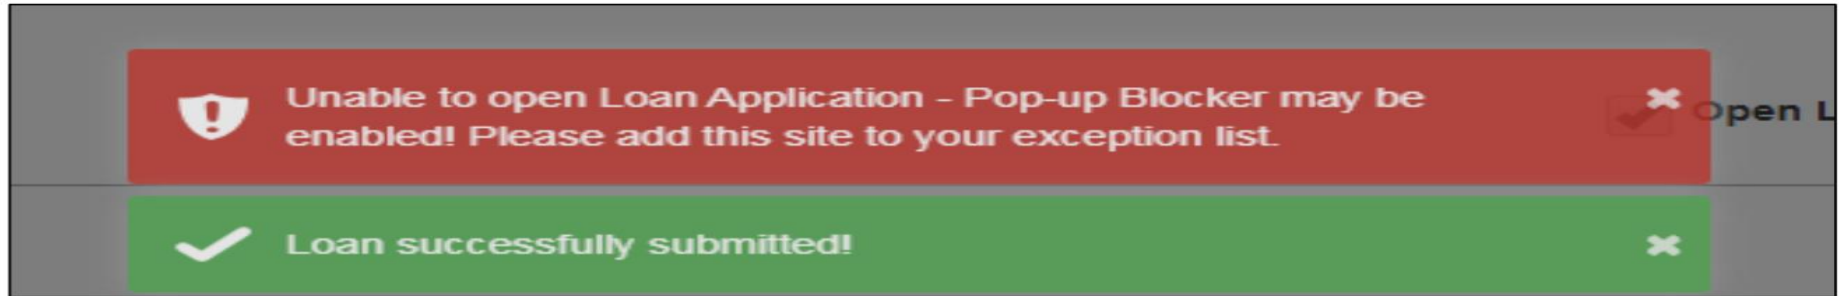 Unable to open Loan Application - Pop-up Blocker may be
enabled! Please add this site to your exception list.
Open L
Loan successfully submitted!